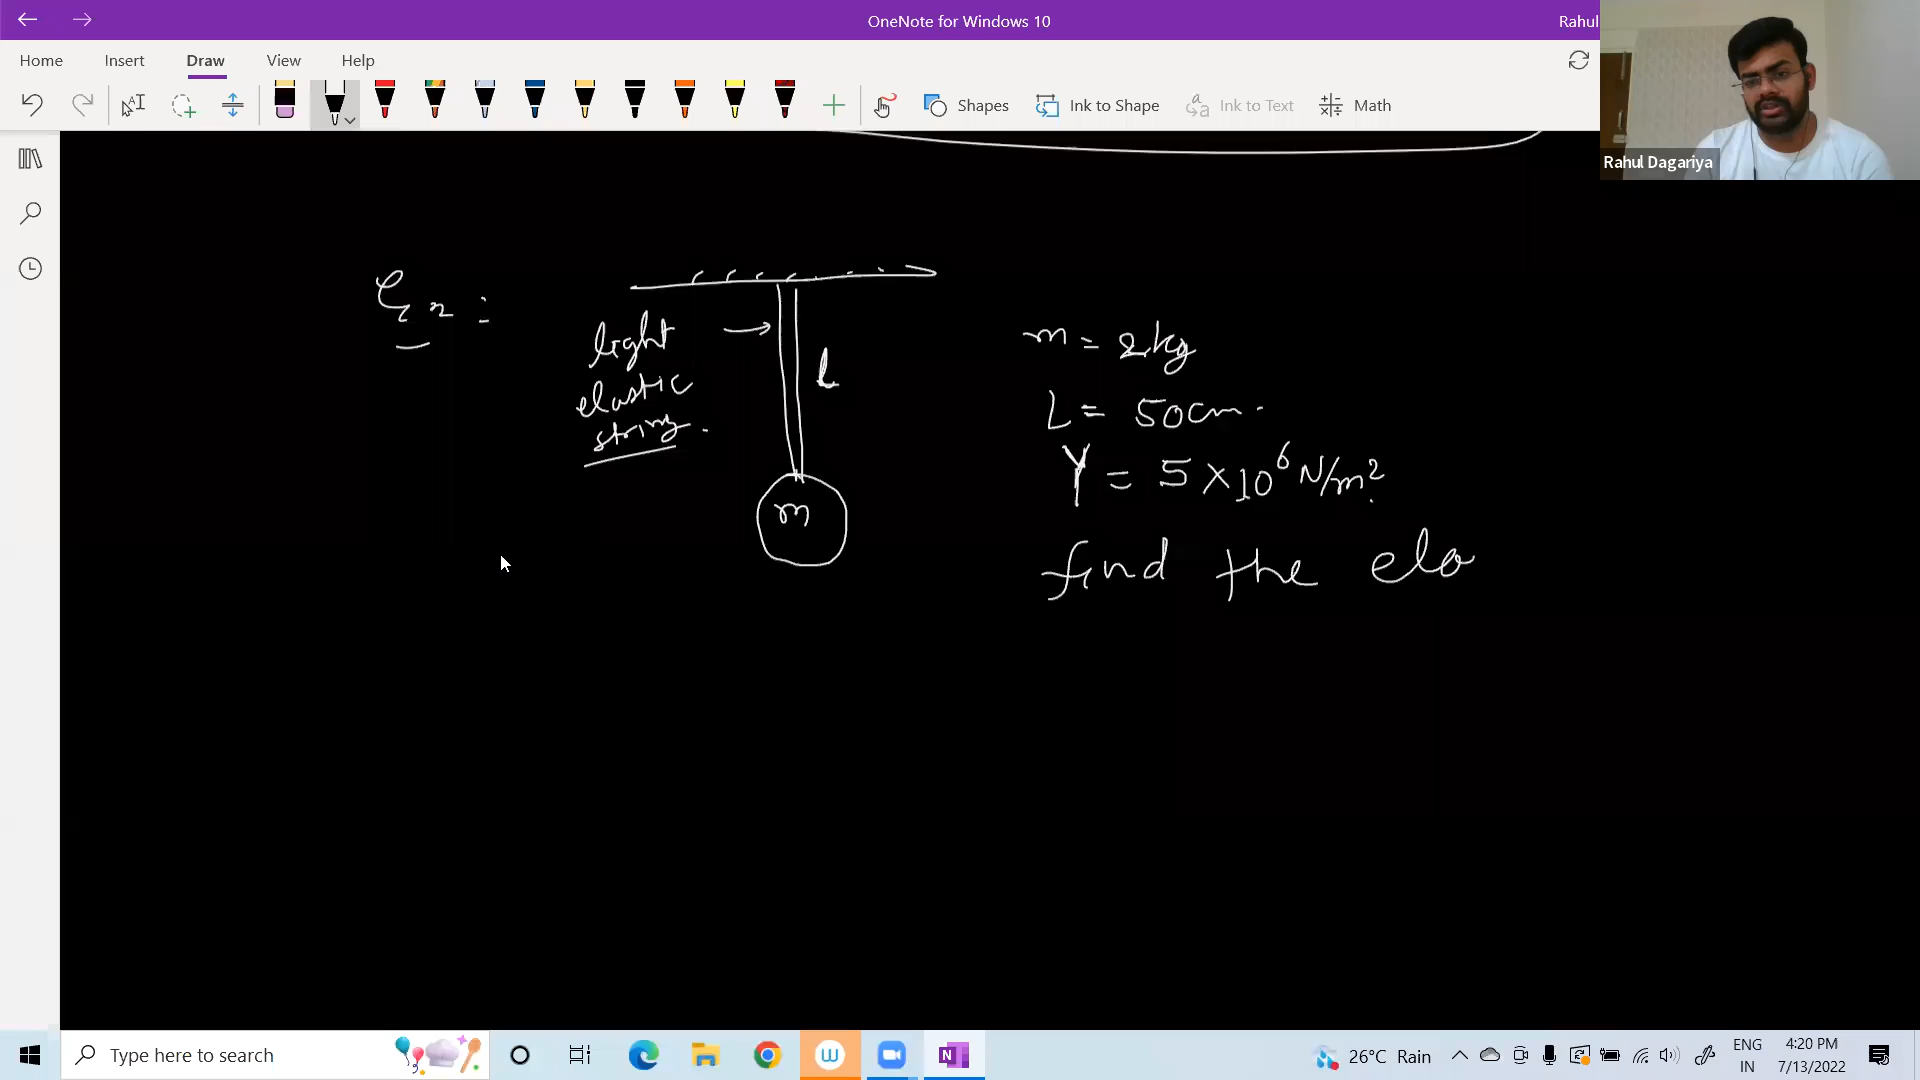 OneNote for Windows 10
Rahul
Home Insert Draw View Help
Shapes Ink to Shape Ink to Text Math
Rahul Dagariya
Ex :
light
elastic
string.
l
m
m = 2kg
L = 50cm.
Y = 5 × 10⁶ N/m²
find the elo
Type here to search
26°C Rain
ENG
IN
4:20 PM
7/13/2022